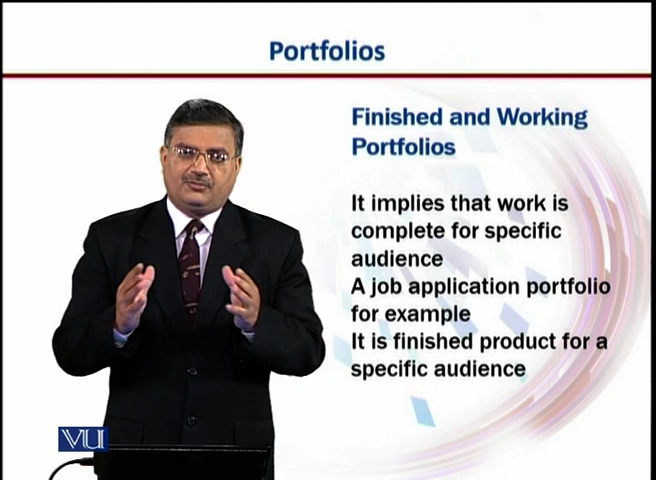 Portfolios
Finished and Working
Portfolios
It implies that work is
complete for specific
audience
A job application portfolio
for example
It is finished product for a
specific audience
VU